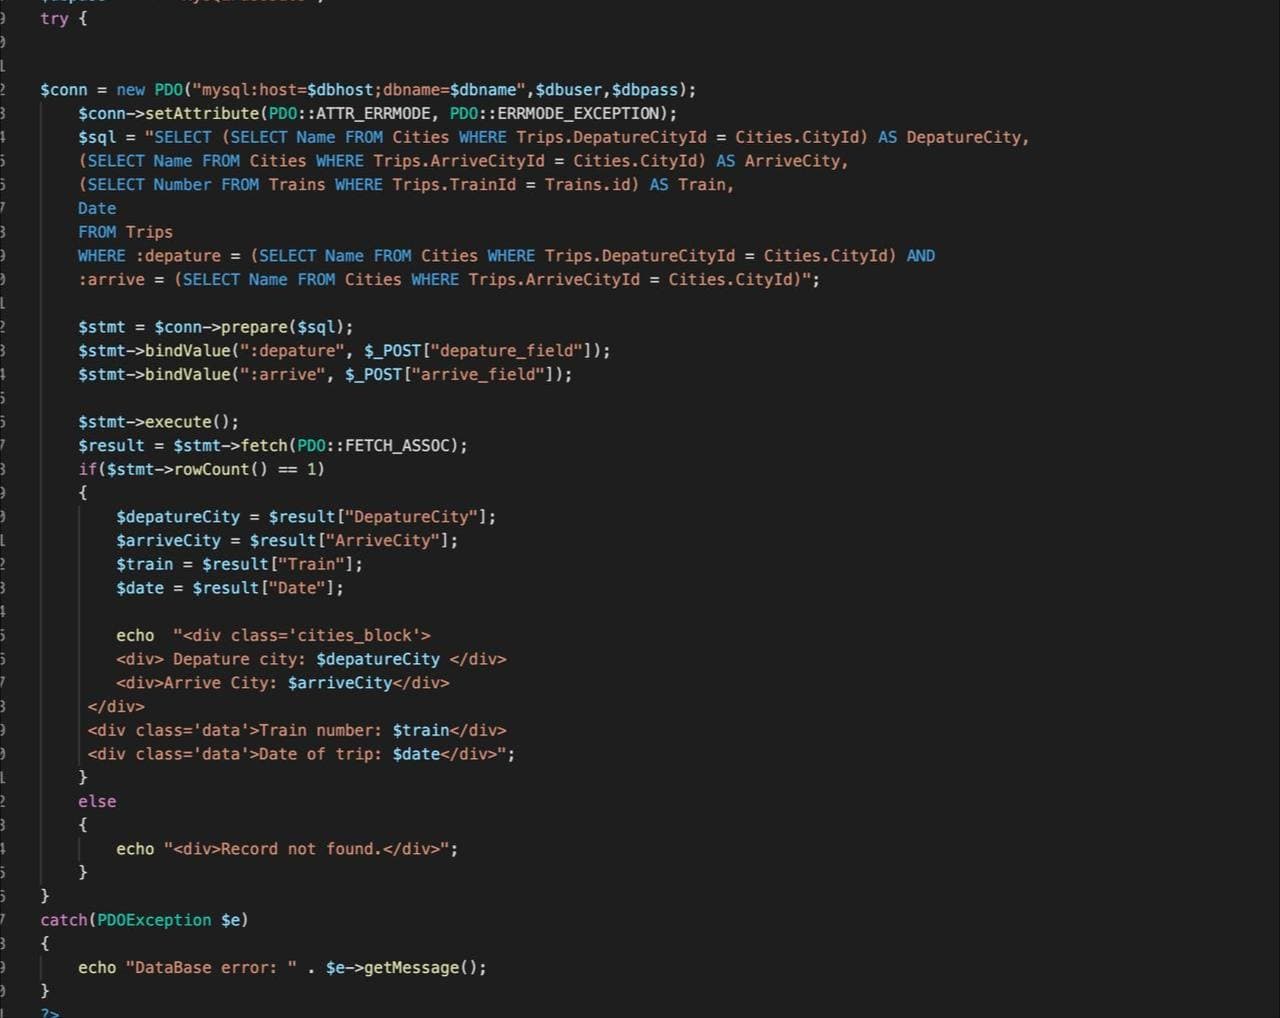 try {
$conn = new PDO("mysql:host=$dbhost;dbname=$dbname",$dbuser,$dbpass);
$conn->setAttribute(PDO::ATTR_ERRMODE, PDO::ERRMODE_EXCEPTION);
$sql = "SELECT (SELECT Name FROM Cities WHERE Trips.DepatureCityId = Cities.CityId) AS DepatureCity,
(SELECT Name FROM Cities WHERE Trips.ArriveCityId = Cities.CityId) AS ArriveCity,
(SELECT Number FROM Trains WHERE Trips.TrainId = Trains.id) AS Train,
Date
FROM Trips
WHERE :depature = (SELECT Name FROM Cities WHERE Trips.DepatureCityId = Cities.CityId) AND
:arrive = (SELECT Name FROM Cities WHERE Trips.ArriveCityId = Cities.CityId)";
$stmt = $conn->prepare($sql);
$stmt->bindValue(":depature", $_POST["depature_field"]);
$stmt->bindValue(":arrive", $_POST["arrive_field"]);
$stmt->execute();
$result = $stmt->fetch(PDO::FETCH_ASSOC);
if($stmt->rowCount() == 1)
{
$depatureCity = $result["DepatureCity"];
$arriveCity = $result["ArriveCity"];
$train = $result["Train"];
$date = $result["Date"];
echo  "<div class='cities_block'>
<div> Depature city: $depatureCity </div>
<div>Arrive City: $arriveCity</div>
</div>
<div class='data'>Train number: $train</div>
<div class='data'>Date of trip: $date</div>";
}
else
{
echo "<div>Record not found.</div>";
}
}
catch(PDOException $e)
{
echo "DataBase error: " . $e->getMessage();
}
?>